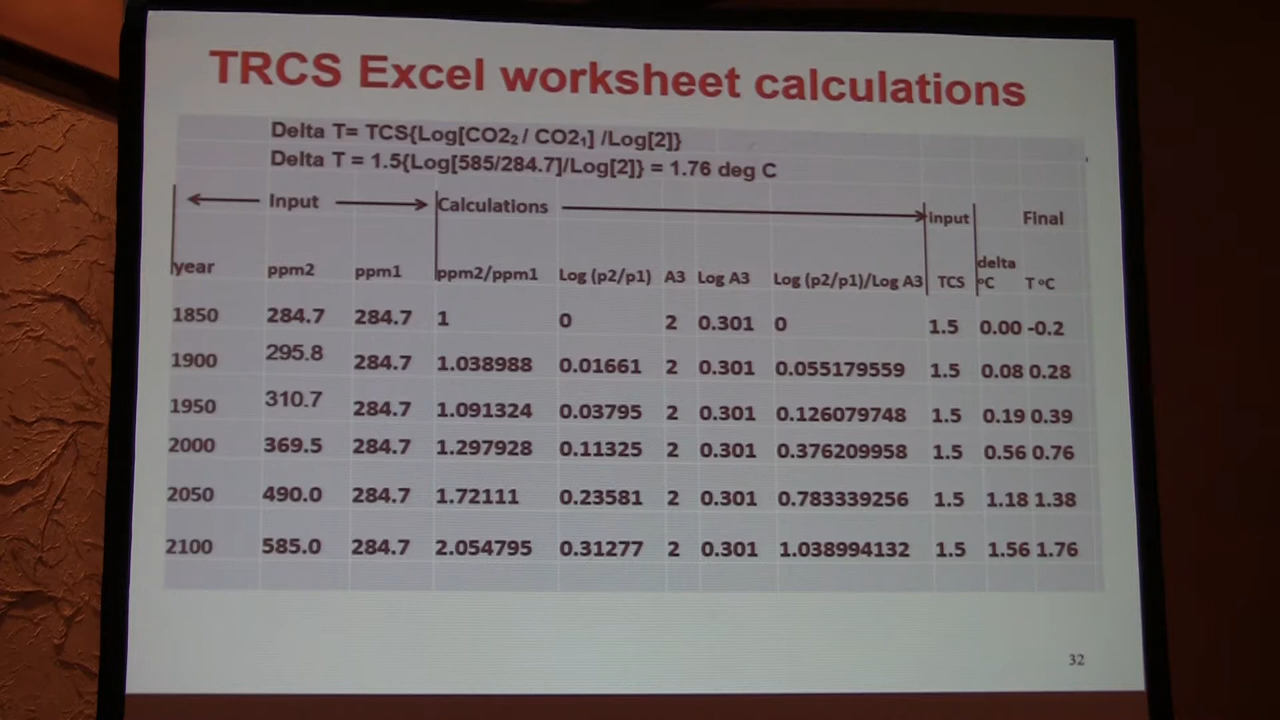 TRCS Excel worksheet calculations
Delta T= TCS{Log[CO2₂ / CO2₁] /Log[2]}
Delta T = 1.5{Log[585/284.7]/Log[2]} = 1.76 deg C
Input Calculations Input Final
year ppm2 ppm1 ppm2/ppm1 Log (p2/p1) A3 Log A3 Log (p2/p1)/Log A3 TCS delta ºC T ºC
1850 284.7 284.7 1 0 2 0.301 0 1.5 0.00 -0.2
1900 295.8 284.7 1.038988 0.01661 2 0.301 0.055179559 1.5 0.08 0.28
1950 310.7 284.7 1.091324 0.03795 2 0.301 0.126079748 1.5 0.19 0.39
2000 369.5 284.7 1.297928 0.11325 2 0.301 0.376209958 1.5 0.56 0.76
2050 490.0 284.7 1.72111 0.23581 2 0.301 0.783339256 1.5 1.18 1.38
2100 585.0 284.7 2.054795 0.31277 2 0.301 1.038994132 1.5 1.56 1.76
32